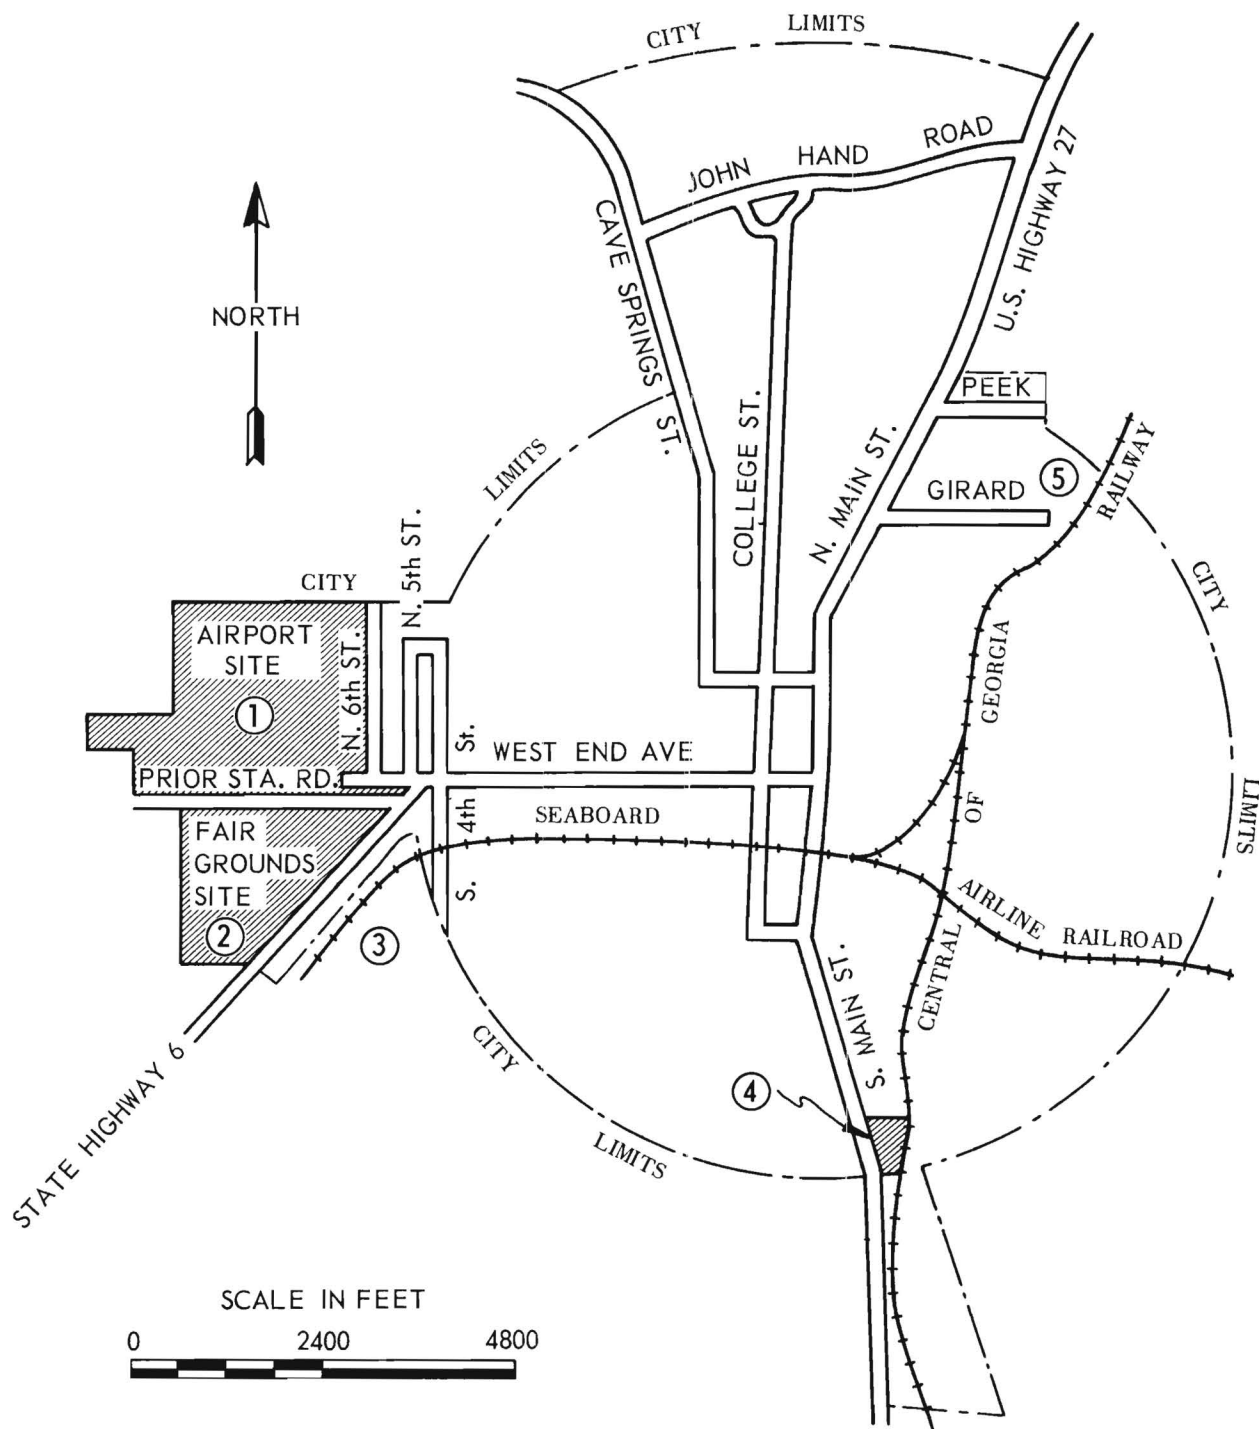 CITY LIMITS
JOHN HAND ROAD
U.S. HIGHWAY 27
CAVE SPRINGS ST.
NORTH
PEEK
COLLEGE ST.
N. MAIN ST.
GIRARD
5
RAILWAY
LIMITS
CITY
N. 5th ST.
CITY
LIMITS
AIRPORT
SITE
1
N. 6th ST.
GEORGIA
OF
CENTRAL
WEST END AVE
St.
4th
S.
PRIOR STA. RD.
SEABOARD
AIRLINE
RAILROAD
FAIR
GROUNDS
SITE
2
3
S. MAIN ST.
CITY
LIMITS
4
STATE HIGHWAY 6
SCALE IN FEET
0 2400 4800